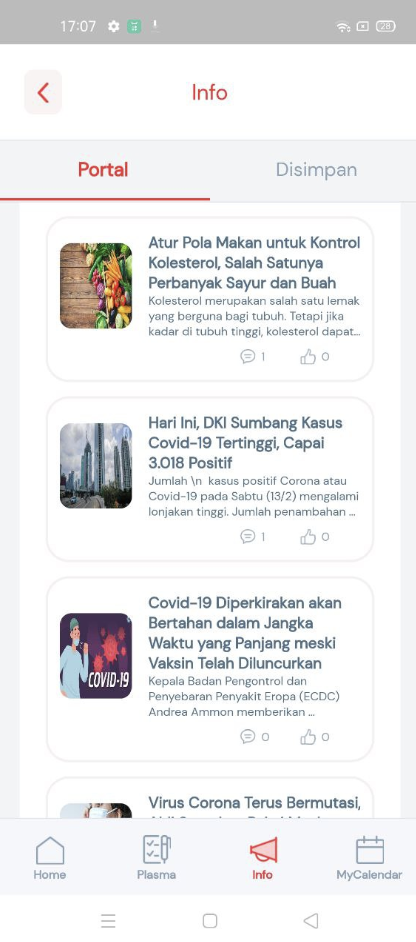 17:07
28
Info
Portal
Disimpan
Atur Pola Makan untuk Kontrol
Kolesterol, Salah Satunya
Perbanyak Sayur dan Buah
Kolesterol merupakan salah satu lemak
yang berguna bagi tubuh. Tetapi jika
kadar di tubuh tinggi, kolesterol dapat...
1
0
Hari Ini, DKI Sumbang Kasus
Covid-19 Tertinggi, Capai
3.018 Positif
Jumlah \n kasus positif Corona atau
Covid-19 pada Sabtu (13/2) mengalami
lonjakan tinggi. Jumlah penambahan ...
1
0
COVID-19
Covid-19 Diperkirakan akan
Bertahan dalam Jangka
Waktu yang Panjang meski
Vaksin Telah Diluncurkan
Kepala Badan Pengontrol dan
Penyebaran Penyakit Eropa (ECDC)
Andrea Ammon memberikan ...
0
0
Virus Corona Terus Bermutasi,
Home
Plasma
Info
MyCalendar